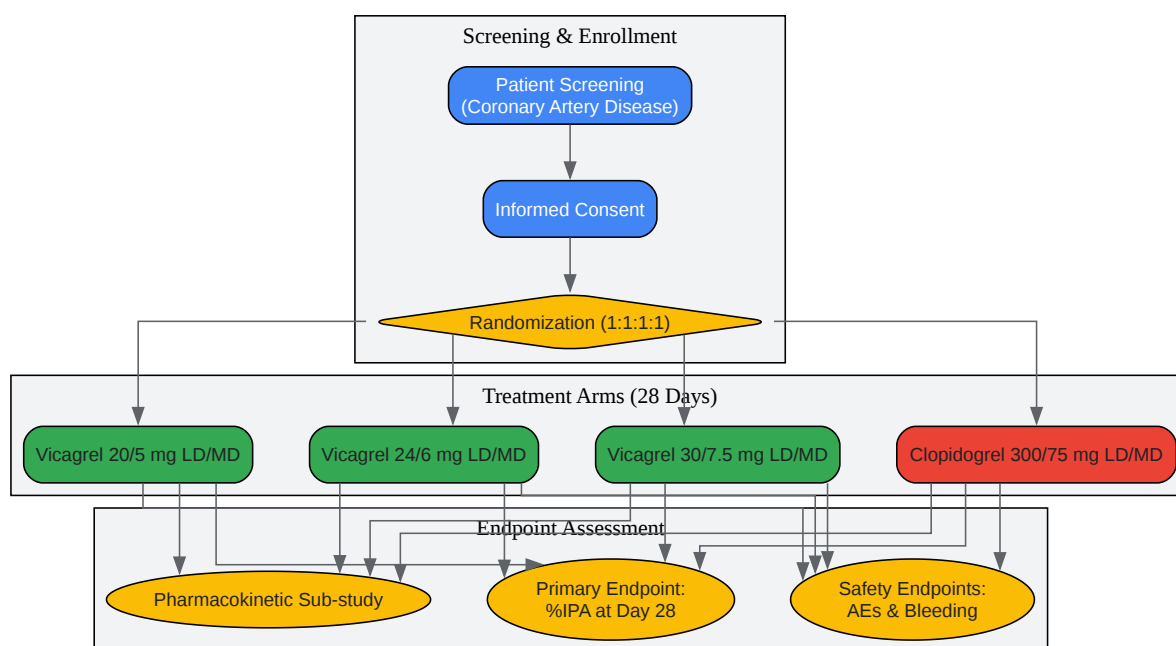 Screening & Enrollment
Patient Screening
(Coronary Artery Disease)
Informed Consent
Randomization (1:1:1:1)
Treatment Arms (28 Days)
Vicagrel 20/5 mg LD/MD
Vicagrel 24/6 mg LD/MD
Vicagrel 30/7.5 mg LD/MD
Clopidogrel 300/75 mg LD/MD
Endpoint Assessment
Pharmacokinetic Sub-study
Primary Endpoint:
%IPA at Day 28
Safety Endpoints:
AEs & Bleeding